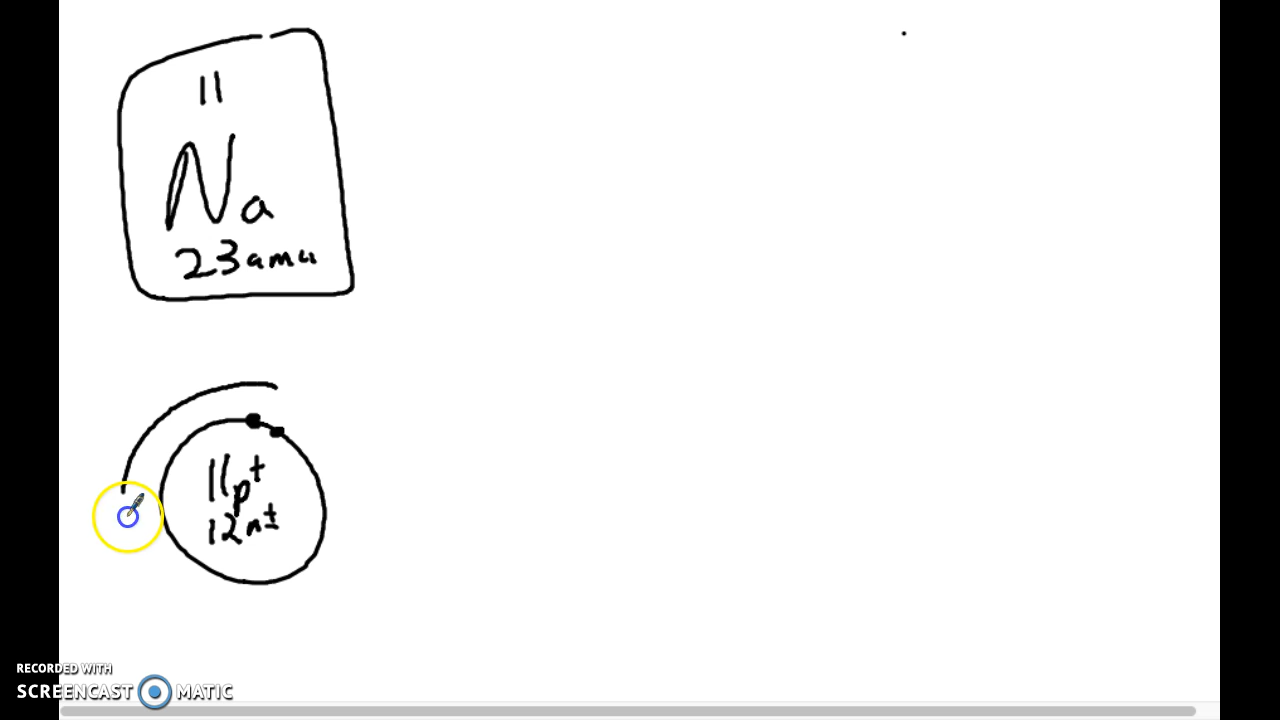 11
Na
23amu
11p+
12n±
RECORDED WITH
SCREENCAST MATIC